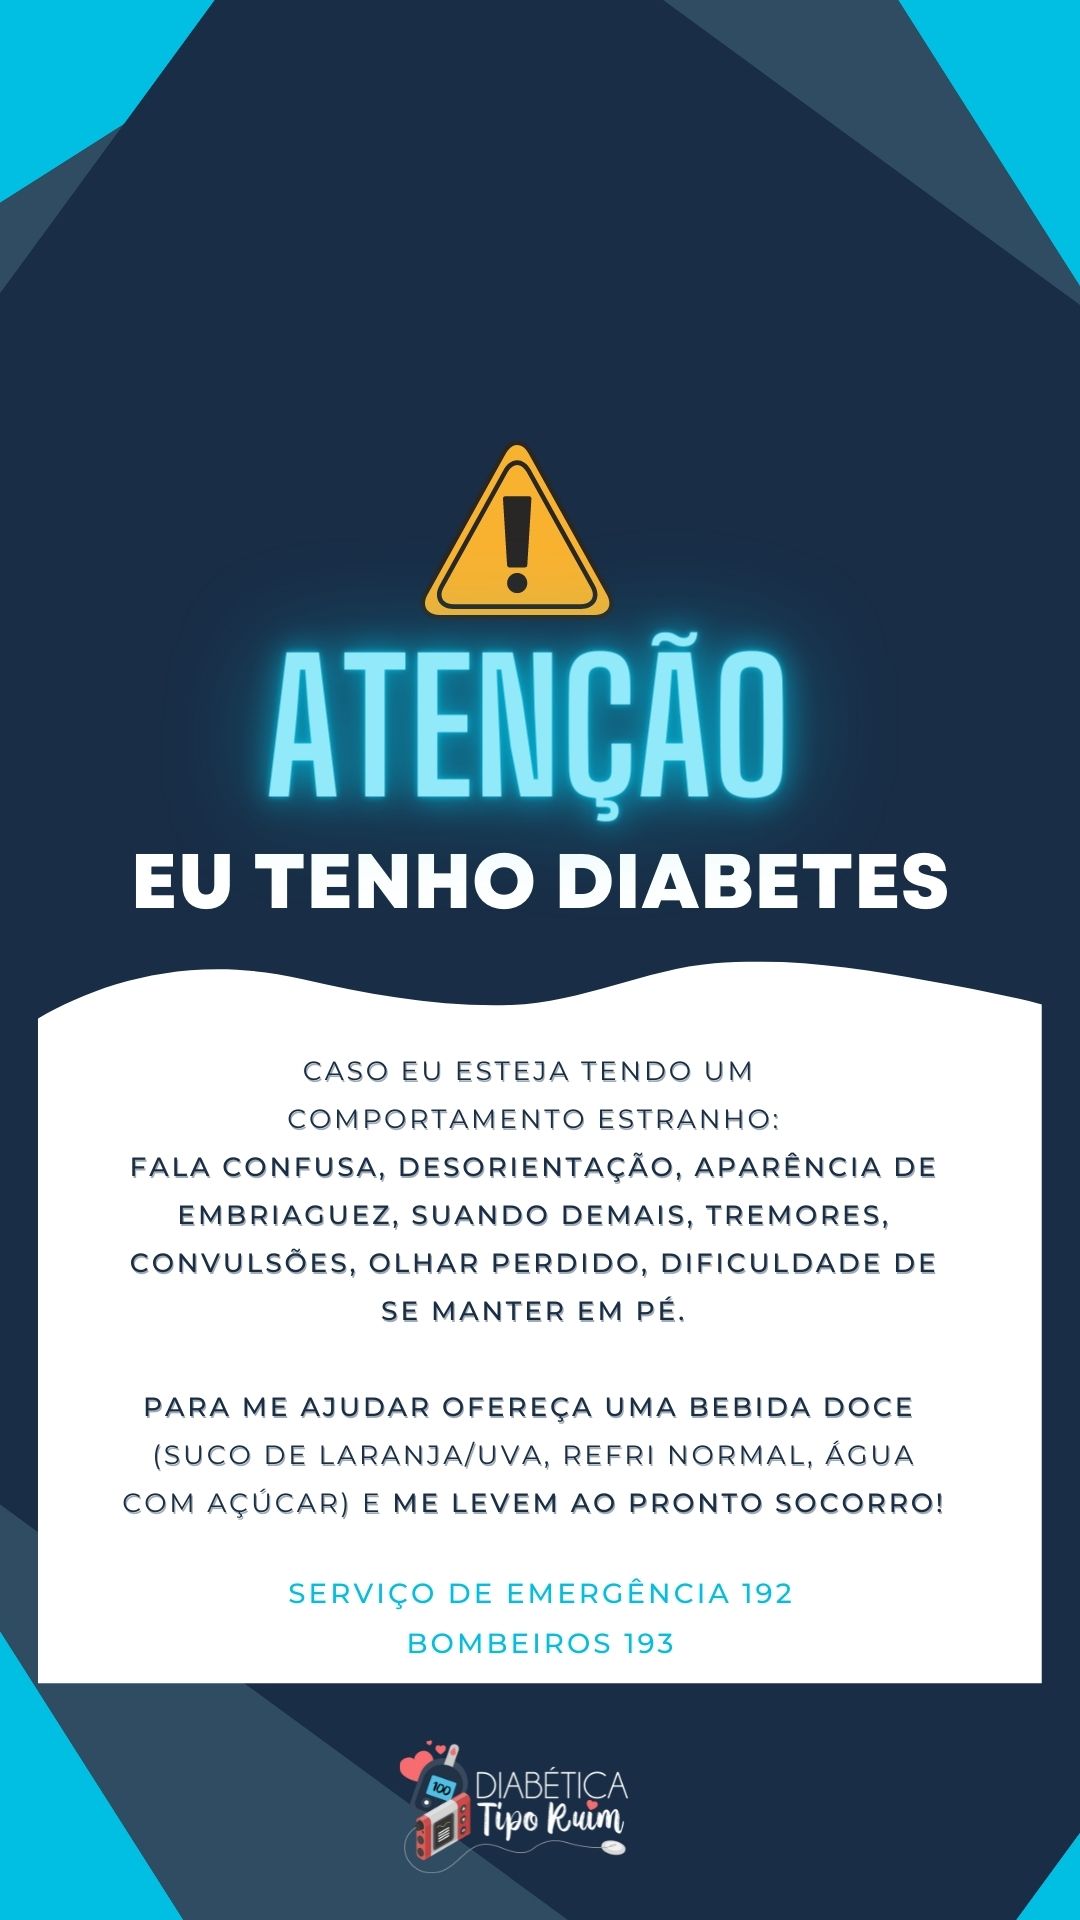 ATENÇÃO
EU TENHO DIABETES
CASO EU ESTEJA TENDO UM
COMPORTAMENTO ESTRANHO:
FALA CONFUSA, DESORIENTAÇÃO, APARÊNCIA DE
EMBRIAGUEZ, SUANDO DEMAIS, TREMORES,
CONVULSÕES, OLHAR PERDIDO, DIFICULDADE DE
SE MANTER EM PÉ.
PARA ME AJUDAR OFEREÇA UMA BEBIDA DOCE
(SUCO DE LARANJA/UVA, REFRI NORMAL, ÁGUA
COM AÇÚCAR) E ME LEVEM AO PRONTO SOCORRO!
SERVIÇO DE EMERGÊNCIA 192
BOMBEIROS 193
100
DIABÉTICA
Tipo Ruim